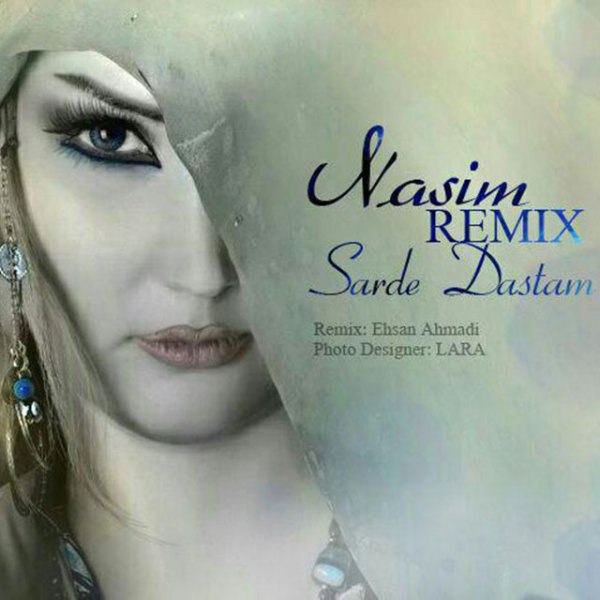 Nasim
REMIX
Sarde Dastam
Remix: Ehsan Ahmadi
Photo Designer: LARA